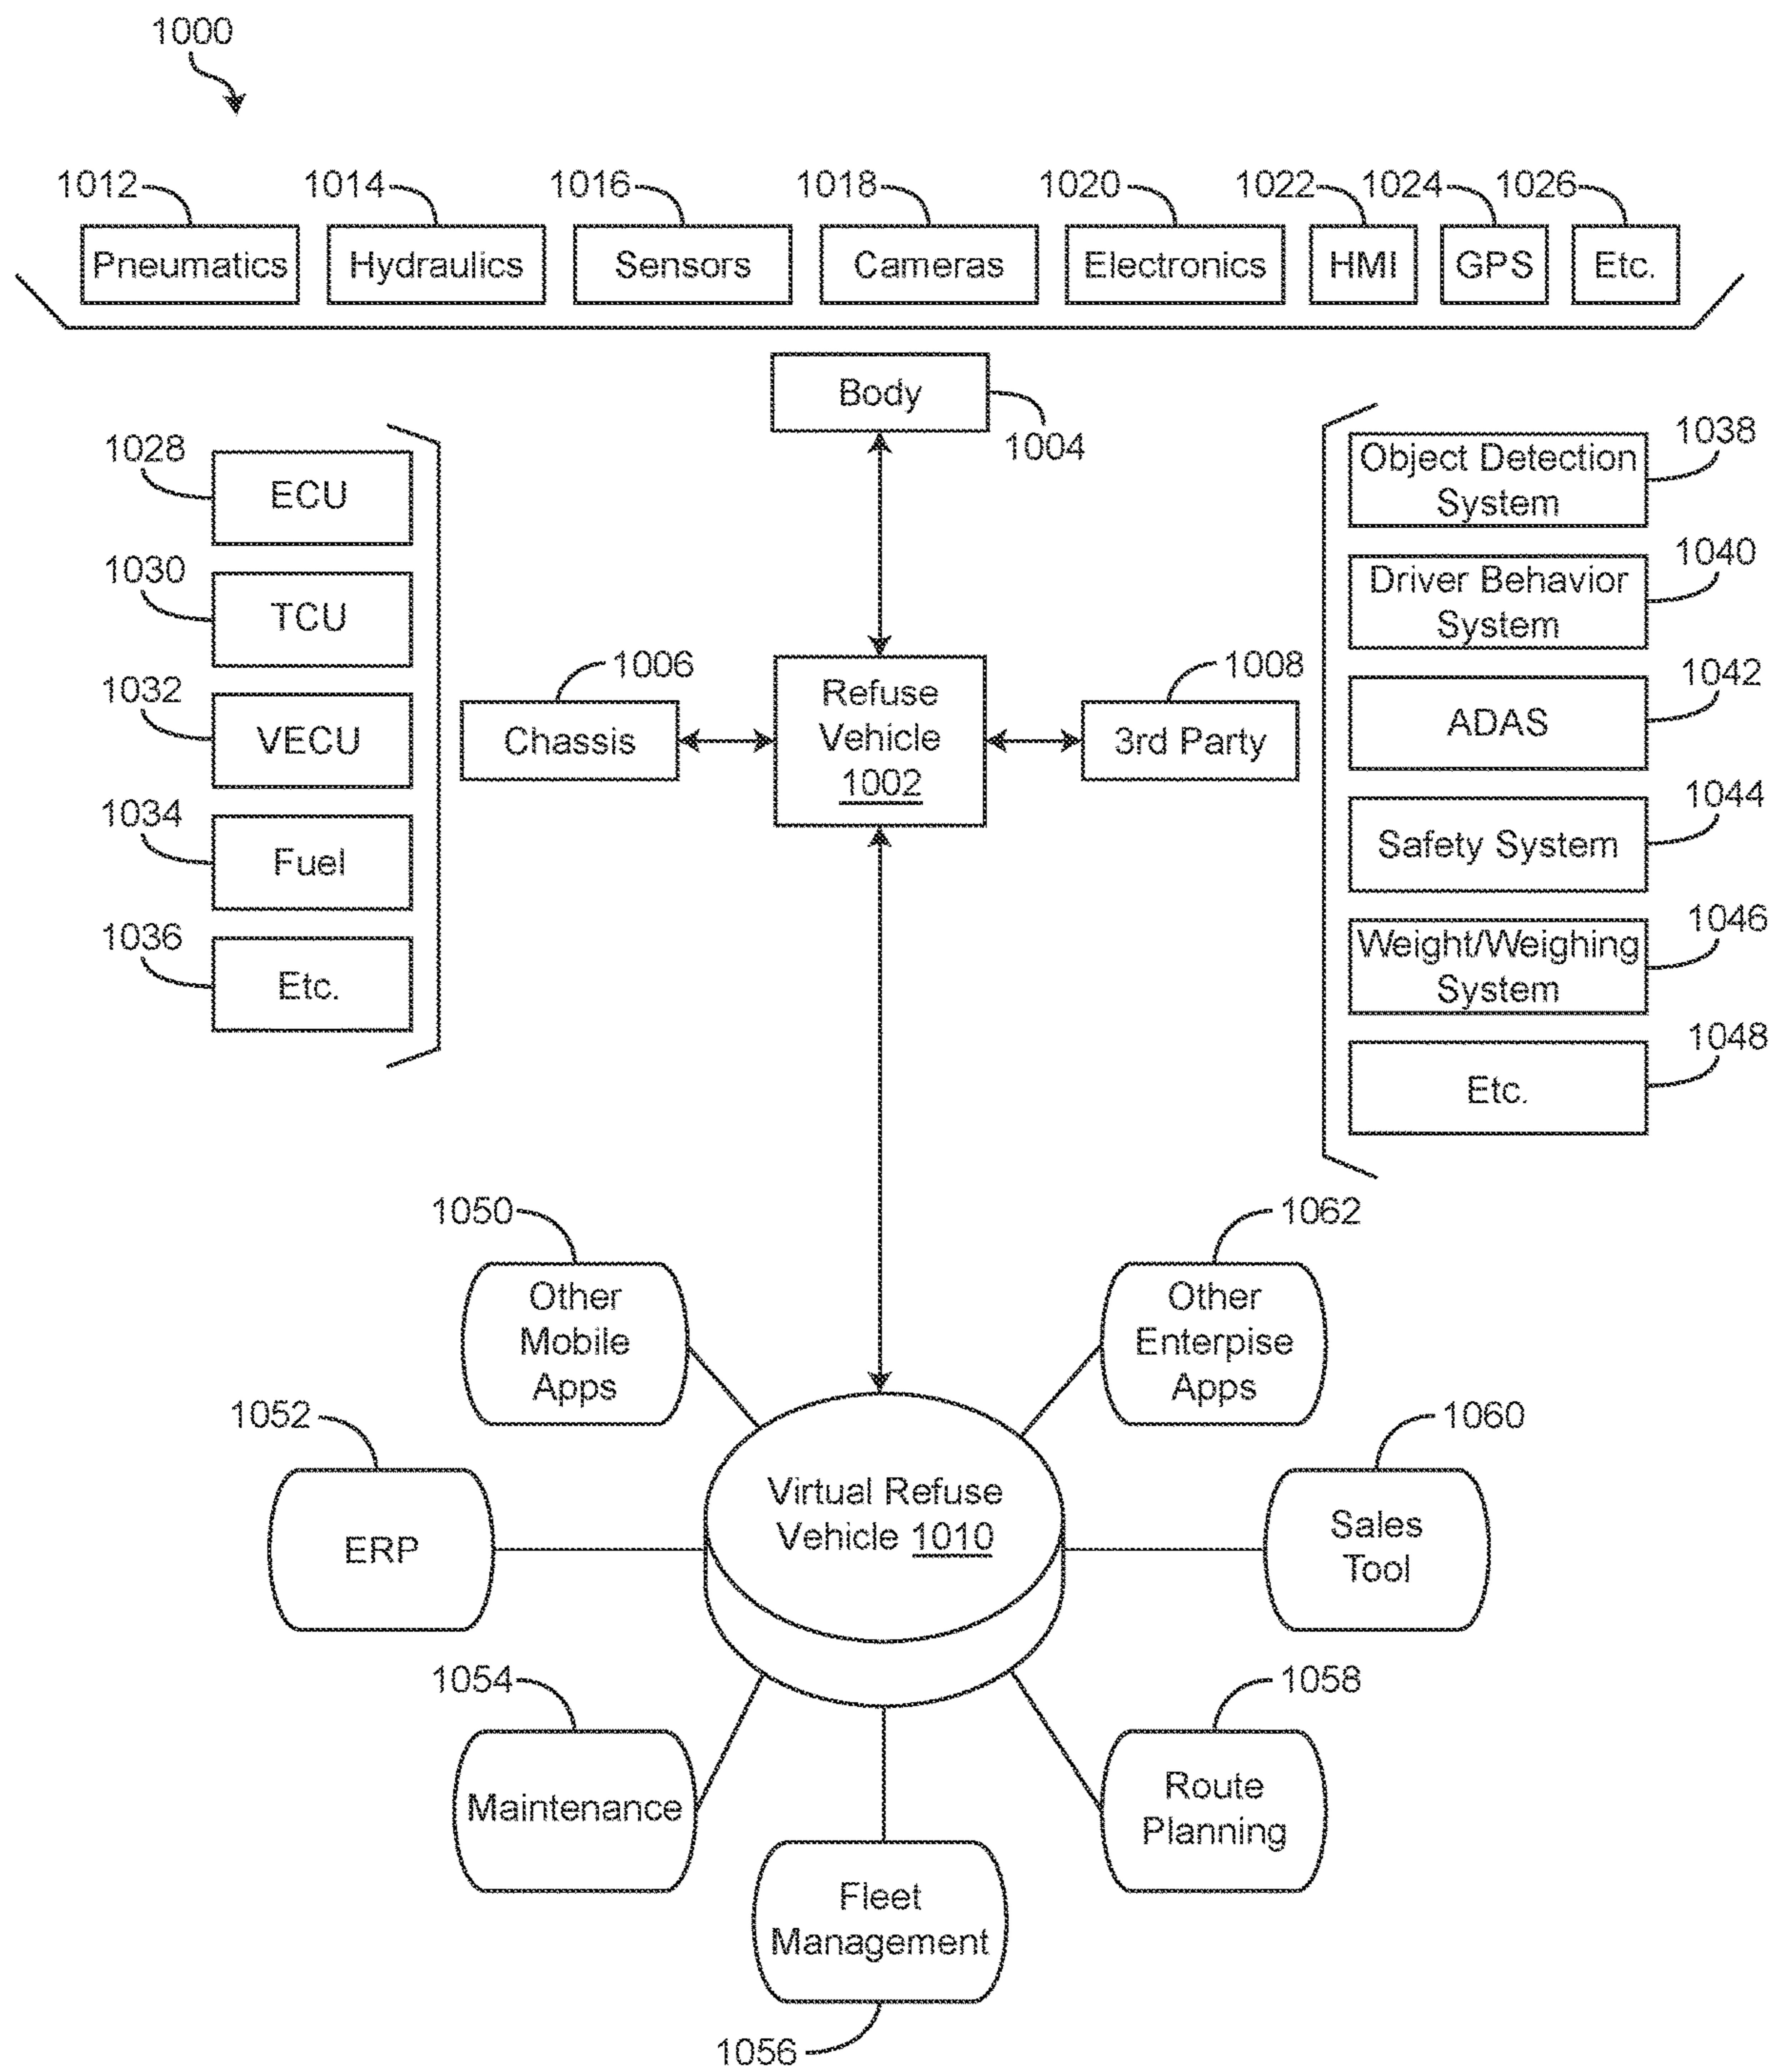 1000
1012
1014
1016
1018
1020
1022
1024
1026
Pneumatics
Hydraulics
Sensors
Cameras
Electronics
HMI
GPS
Etc.
Body
1004
1028
ECU
1030
TCU
1032
VECU
1034
Fuel
1036
Etc.
1006
Chassis
Refuse
Vehicle
1002
1008
3rd Party
1038
Object Detection
System
1040
Driver Behavior
System
1042
ADAS
1044
Safety System
1046
Weight/Weighing
System
1048
Etc.
1050
Other
Mobile
Apps
1062
Other
Enterpise
Apps
1052
ERP
Virtual Refuse
Vehicle 1010
1060
Sales
Tool
1054
Maintenance
1058
Route
Planning
Fleet
Management
1056